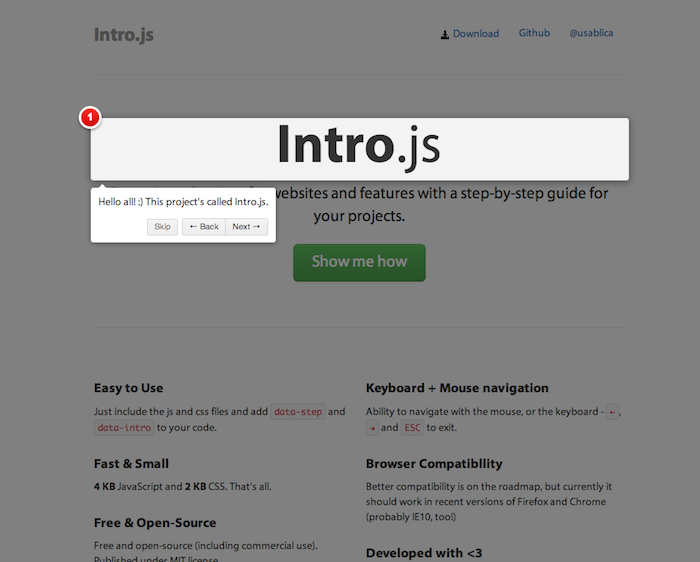 Intro.js
Download Github @usablica
1
Intro.js
websites and features with a step-by-step guide for
your projects.
Hello all! :) This project's called Intro.js.
Skip ← Back Next →
Show me how
Easy to Use
Just include the js and css files and add data-step and
data-intro to your code.
Fast & Small
4 KB JavaScript and 2 KB CSS. That's all.
Free & Open-Source
Free and open-source (including commercial use).
Published under MIT license.
Keyboard + Mouse navigation
Ability to navigate with the mouse, or the keyboard - ←,
→ and ESC to exit.
Browser Compatibility
Better compatibility is on the roadmap, but currently it
should work in recent versions of Firefox and Chrome
(probably IE10, too!)
Developed with <3